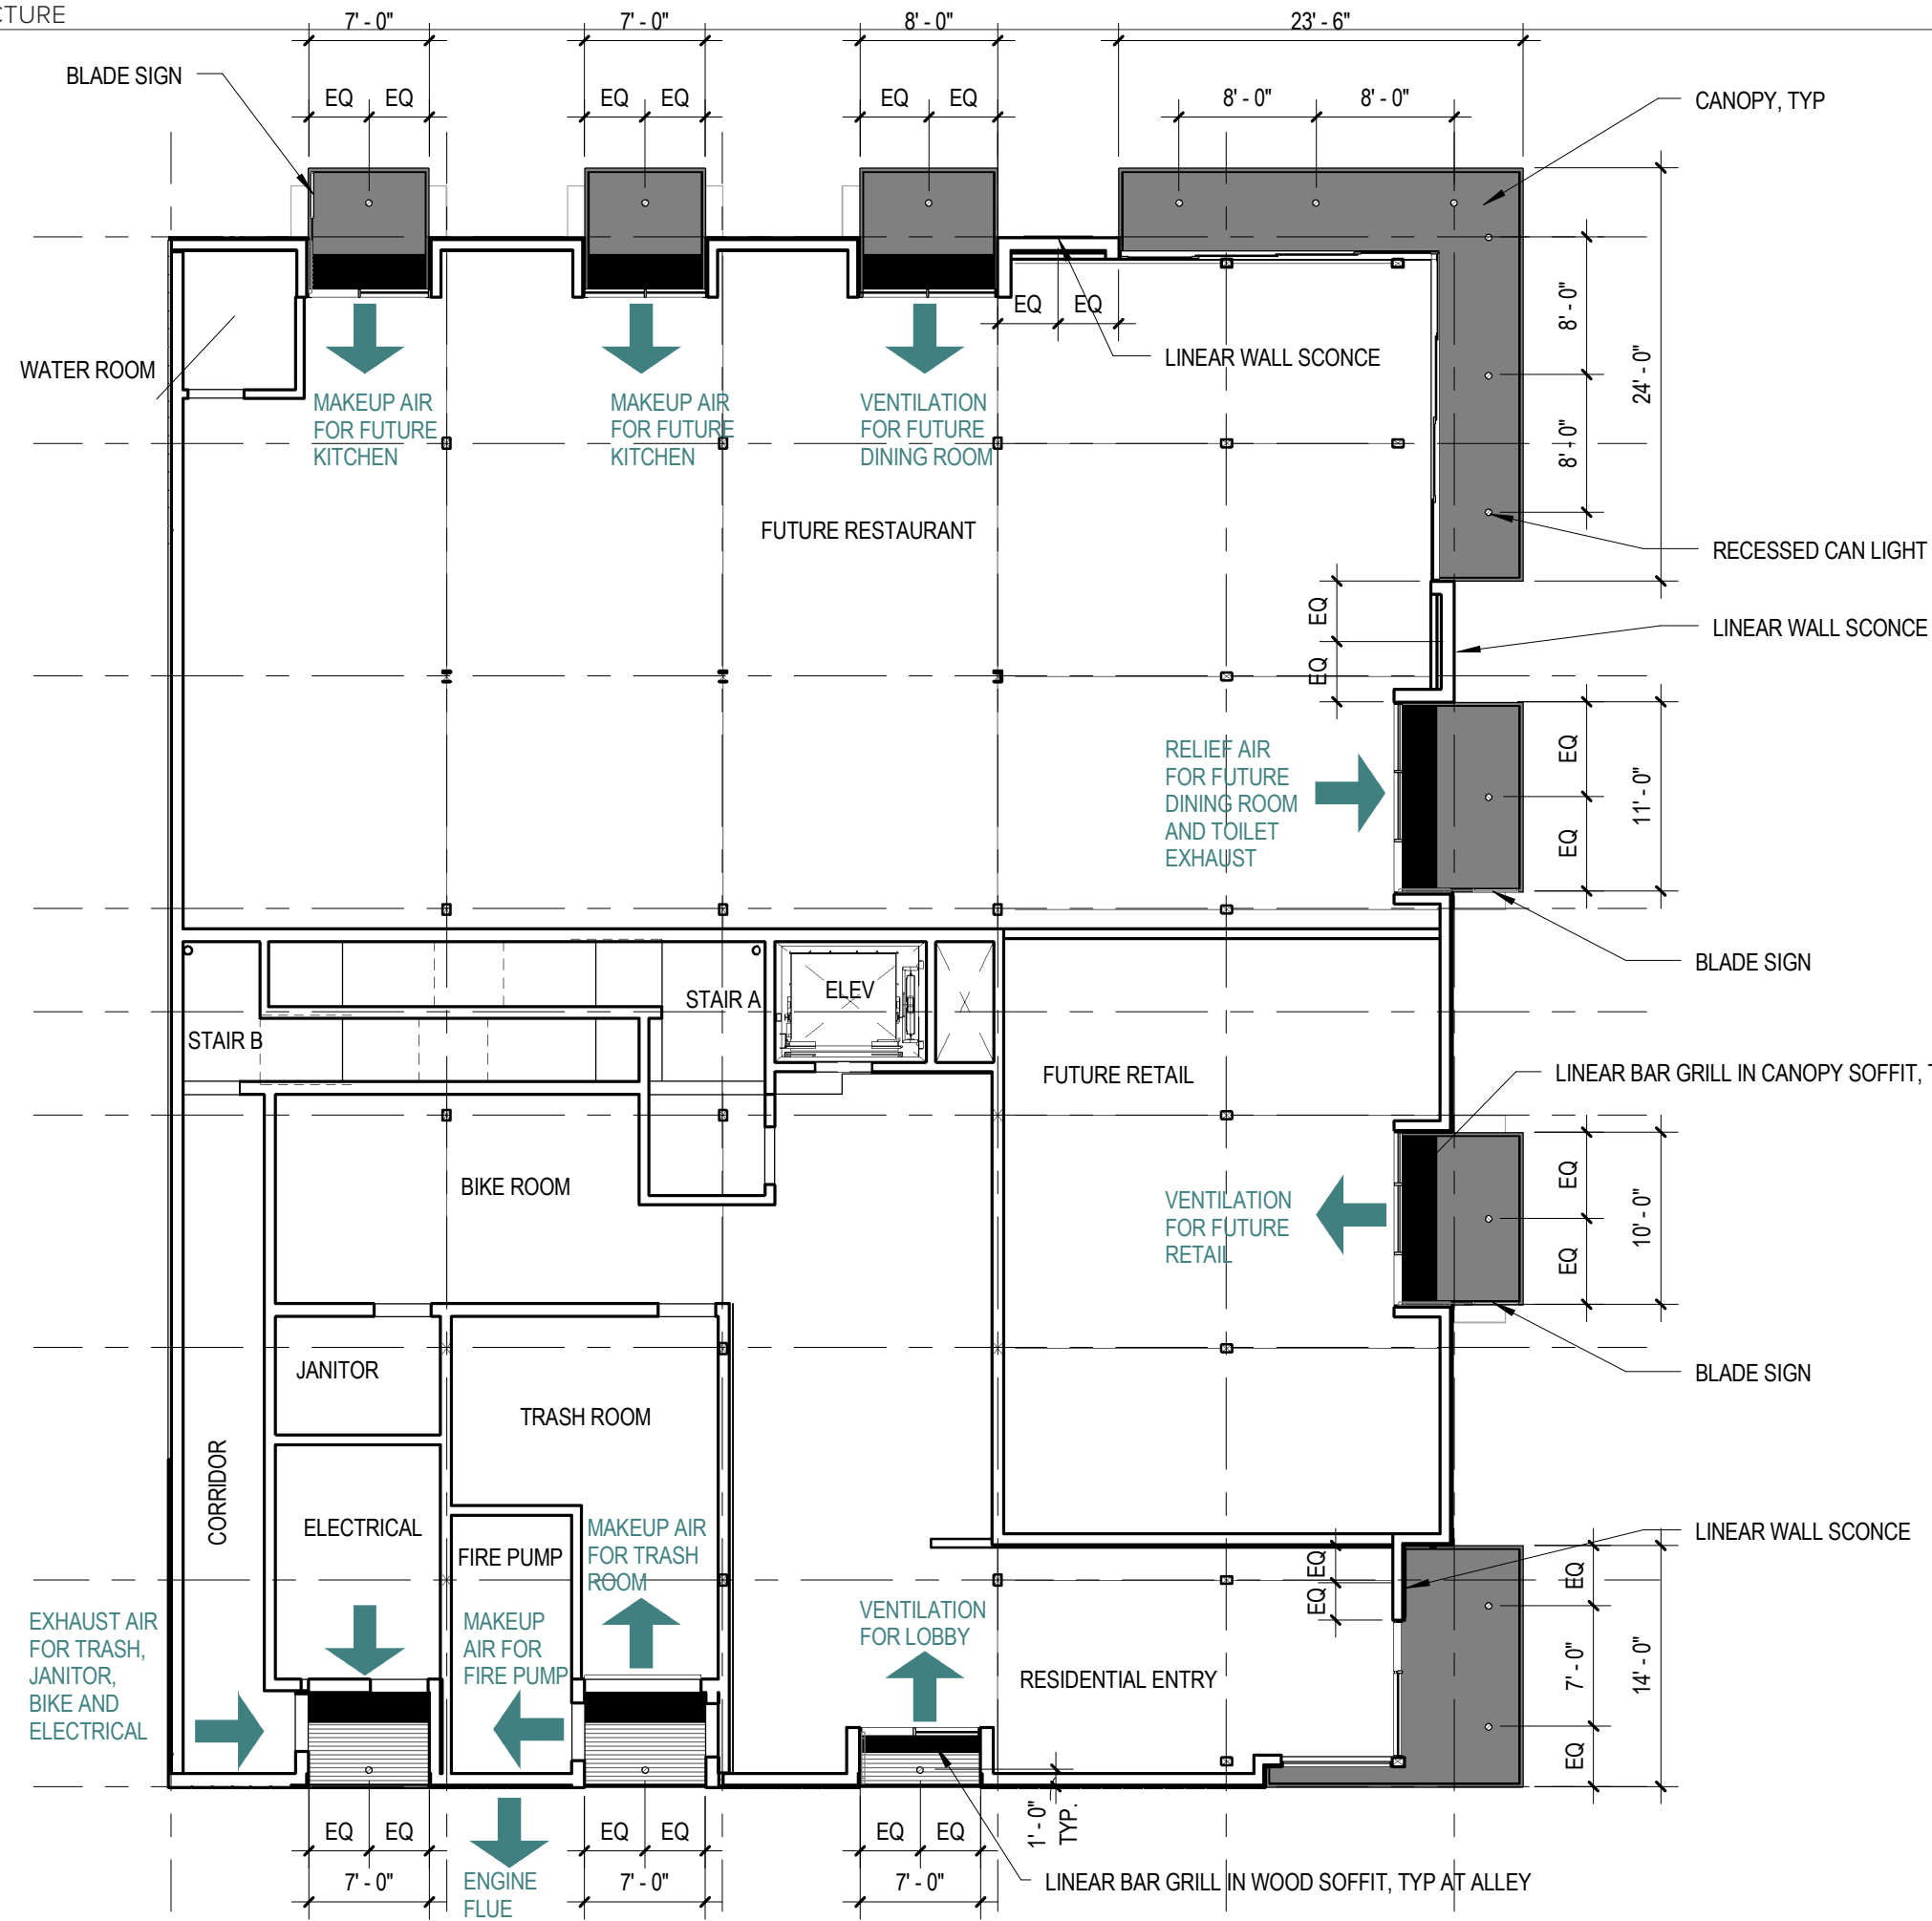 CTURE
7' - 0"
7' - 0"
8' - 0"
23' - 6"
BLADE SIGN
EQ EQ
EQ EQ
EQ EQ
8' - 0"
8' - 0"
CANOPY, TYP
EQ EQ
8' - 0"
24' - 0"
LINEAR WALL SCONCE
WATER ROOM
MAKEUP AIR
FOR FUTURE
KITCHEN
MAKEUP AIR
FOR FUTURE
KITCHEN
VENTILATION
FOR FUTURE
DINING ROOM
8' - 0"
FUTURE RESTAURANT
RECESSED CAN LIGHT
EQ
EQ
LINEAR WALL SCONCE
RELIEF AIR
FOR FUTURE
DINING ROOM
AND TOILET
EXHAUST
EQ
EQ
11' - 0"
BLADE SIGN
STAIR A
ELEV
STAIR B
FUTURE RETAIL
LINEAR BAR GRILL IN CANOPY SOFFIT,
BIKE ROOM
VENTILATION
FOR FUTURE
RETAIL
EQ
EQ
10' - 0"
JANITOR
BLADE SIGN
TRASH ROOM
CORRIDOR
ELECTRICAL
FIRE PUMP
MAKEUP AIR
FOR TRASH
ROOM
LINEAR WALL SCONCE
EQ
EQ
EQ
7' - 0"
EQ
14' - 0"
EXHAUST AIR
FOR TRASH,
JANITOR,
BIKE AND
ELECTRICAL
MAKEUP
AIR FOR
FIRE PUMP
VENTILATION
FOR LOBBY
RESIDENTIAL ENTRY
EQ EQ
7' - 0"
ENGINE
FLUE
EQ EQ
7' - 0"
EQ EQ
7' - 0"
1' - 0"
TYP.
LINEAR BAR GRILL IN WOOD SOFFIT, TYP AT ALLEY